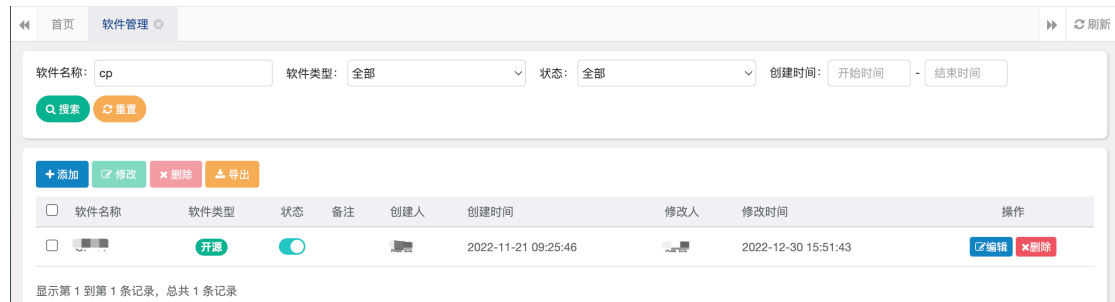 首页 软件管理 刷新
软件名称： cp 软件类型： 全部 状态： 全部 创建时间： 开始时间 - 结束时间
搜索 重置
添加 修改 删除 导出
软件名称 软件类型 状态 备注 创建人 创建时间 修改人 修改时间 操作
开源 2022-11-21 09:25:46 2022-12-30 15:51:43 编辑 删除
显示第 1 到第 1 条记录，总共 1 条记录